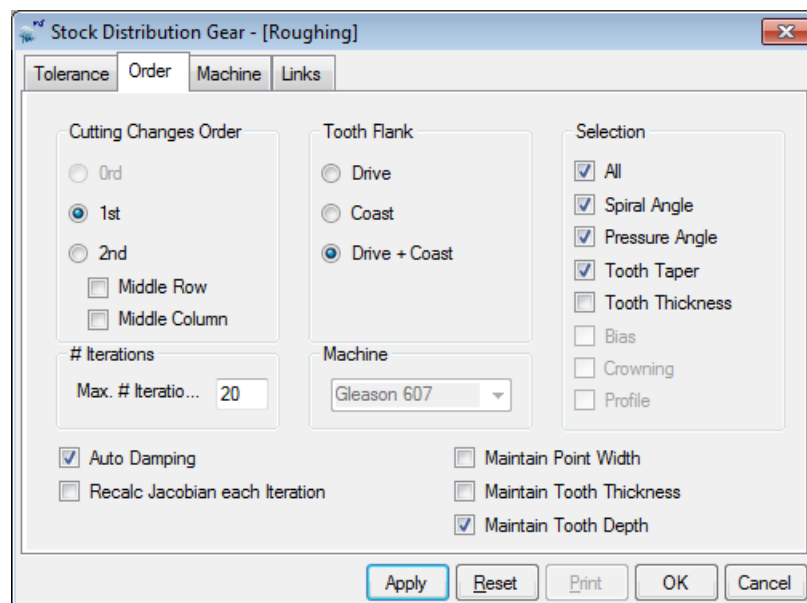 Stock Distribution Gear - [Roughing]
Tolerance Order Machine Links
Cutting Changes Order
0rd
1st
2nd
Middle Row
Middle Column
Tooth Flank
Drive
Coast
Drive + Coast
Selection
All
Spiral Angle
Pressure Angle
Tooth Taper
Tooth Thickness
Bias
Crowning
Profile
# Iterations
Max. # Iteratio... 20
Machine
Gleason 607
Auto Damping
Recalc Jacobian each Iteration
Maintain Point Width
Maintain Tooth Thickness
Maintain Tooth Depth
Apply Reset Print OK Cancel